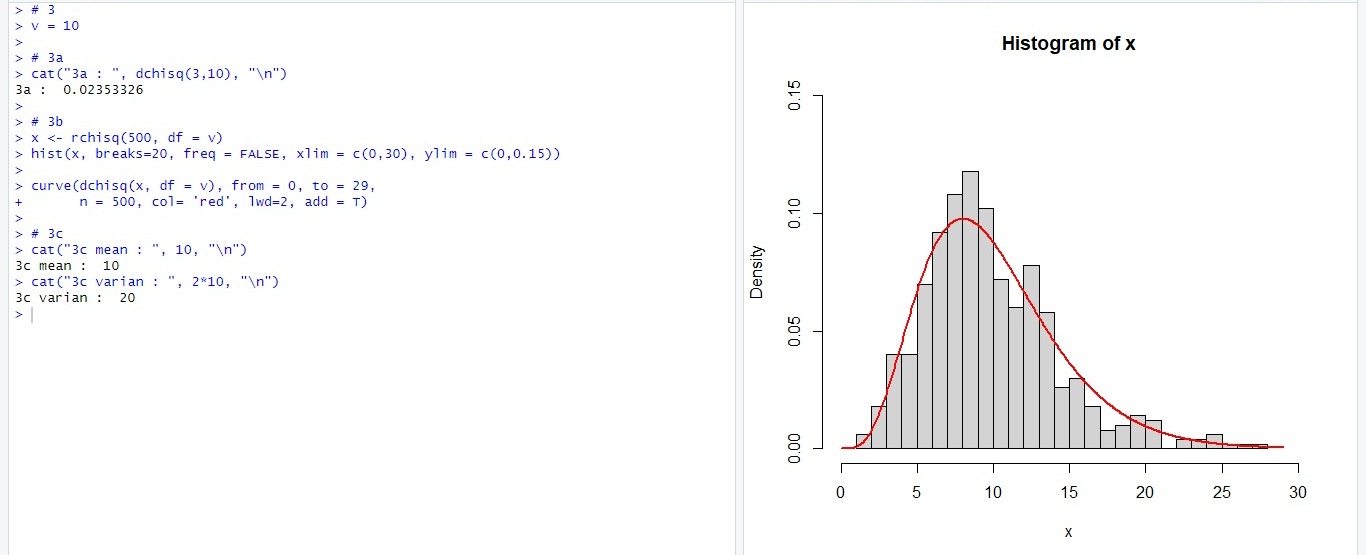 > # 3
> v = 10
>
> # 3a
> cat("3a : ", dchisq(3,10), "\n")
3a :  0.02353326
>
> # 3b
> x <- rchisq(500, df = v)
> hist(x, breaks=20, freq = FALSE, xlim = c(0,30), ylim = c(0,0.15))
>
> curve(dchisq(x, df = v), from = 0, to = 29,
+       n = 500, col= 'red', lwd=2, add = T)
>
> # 3c
> cat("3c mean : ", 10, "\n")
3c mean :  10
> cat("3c varian : ", 2*10, "\n")
3c varian :  20
>
Histogram of x
0.15
0.10
0.05
0.00
Density
0 5 10 15 20 25 30
x